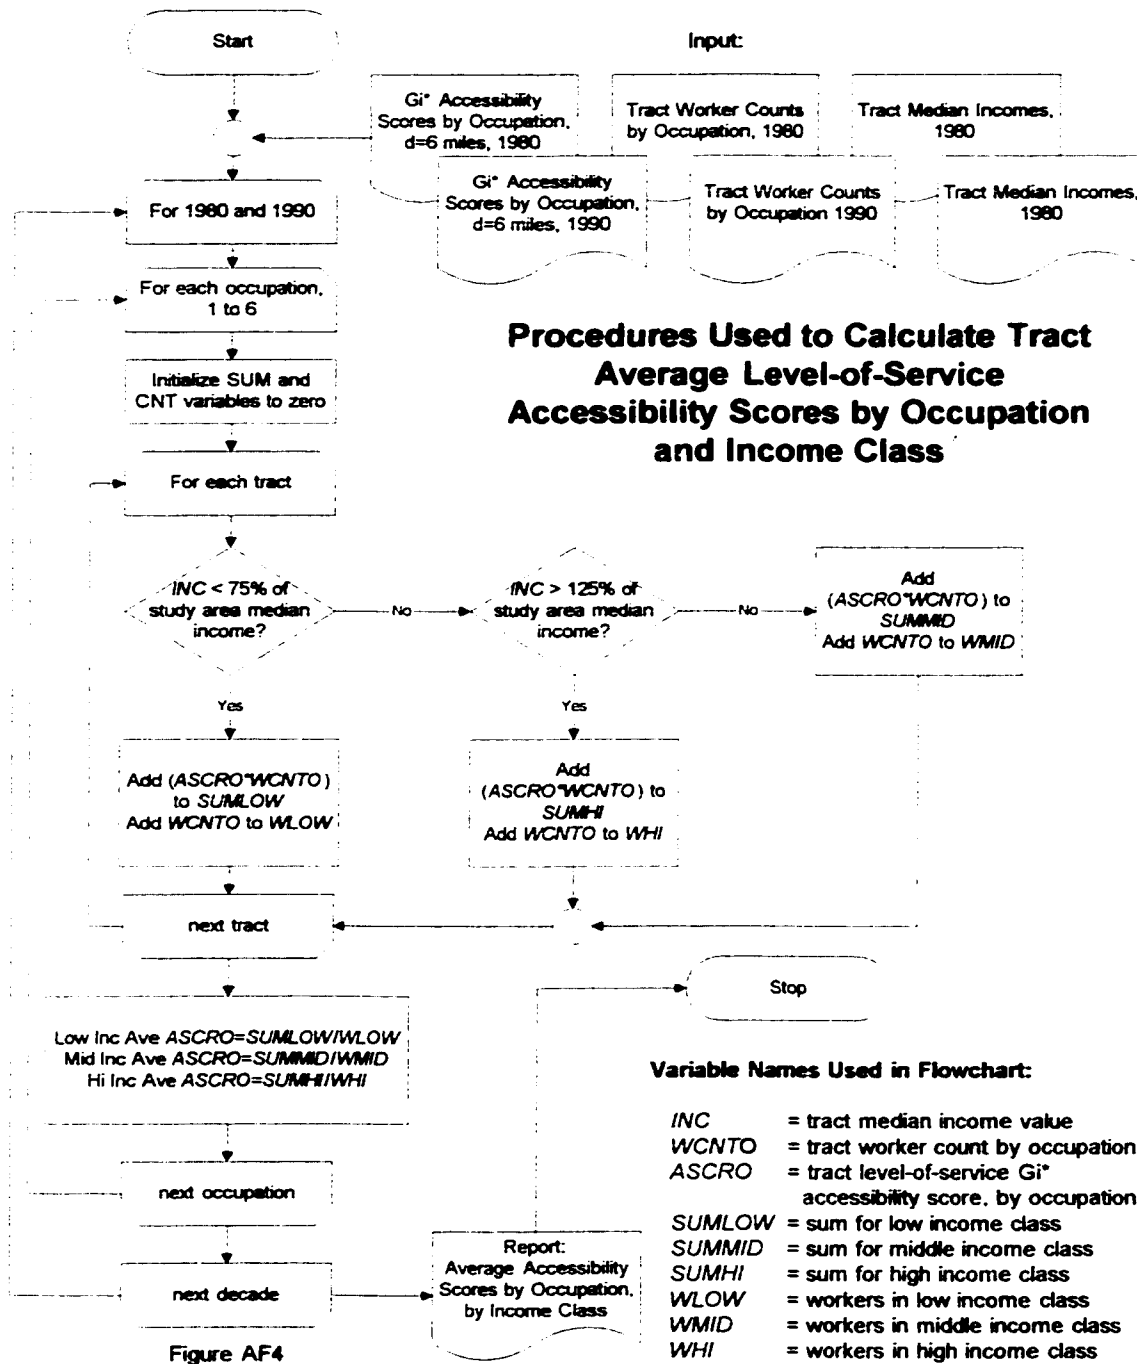 Start
Input:
Gi* Accessibility
Scores by Occupation,
d=6 miles, 1980
Tract Worker Counts
by Occupation, 1980
Tract Median Incomes,
1980
Gi* Accessibility
Scores by Occupation,
d=6 miles, 1990
Tract Worker Counts
by Occupation 1990
Tract Median Incomes,
1980
For 1980 and 1990
For each occupation,
1 to 6
Procedures Used to Calculate Tract
Average Level-of-Service
Accessibility Scores by Occupation
and Income Class
Initialize SUM and
CNT variables to zero
For each tract
INC < 75% of
study area median
income?
No
INC > 125% of
study area median
income?
No
Add
(ASCRO*WCNTO) to
SUMMID
Add WCNTO to WMID
Yes
Yes
Add (ASCRO*WCNTO)
to SUMLOW
Add WCNTO to WLOW
Add
(ASCRO*WCNTO) to
SUMHI
Add WCNTO to WHI
next tract
Stop
Low Inc Ave ASCRO=SUMLOW/WLOW
Mid Inc Ave ASCRO=SUMMID/WMID
Hi Inc Ave ASCRO=SUMHI/WHI
next occupation
next decade
Report:
Average Accessibility
Scores by Occupation,
by Income Class
Variable Names Used in Flowchart:
INC = tract median income value
WCNTO = tract worker count by occupation
ASCRO = tract level-of-service Gi*
accessibility score, by occupation
SUMLOW = sum for low income class
SUMMID = sum for middle income class
SUMHI = sum for high income class
WLOW = workers in low income class
WMID = workers in middle income class
WHI = workers in high income class
Figure AF4